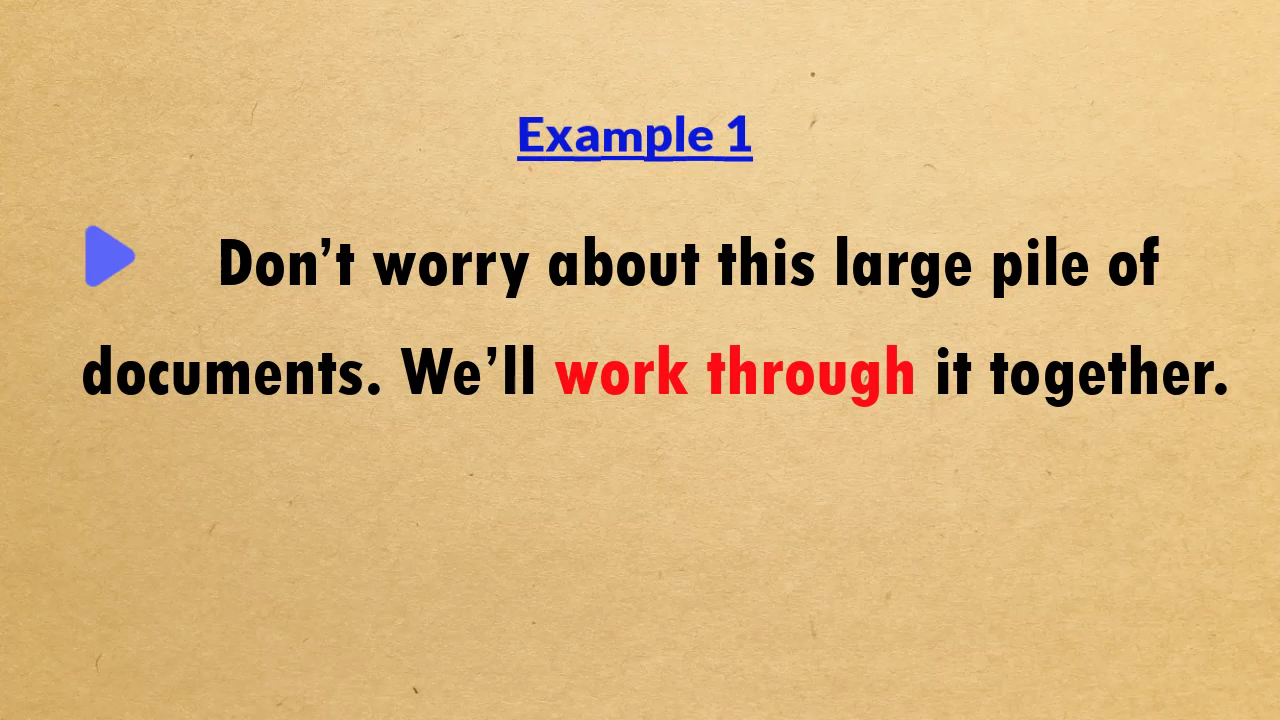 Example 1
Don’t worry about this large pile of
documents. We’ll work through it together.